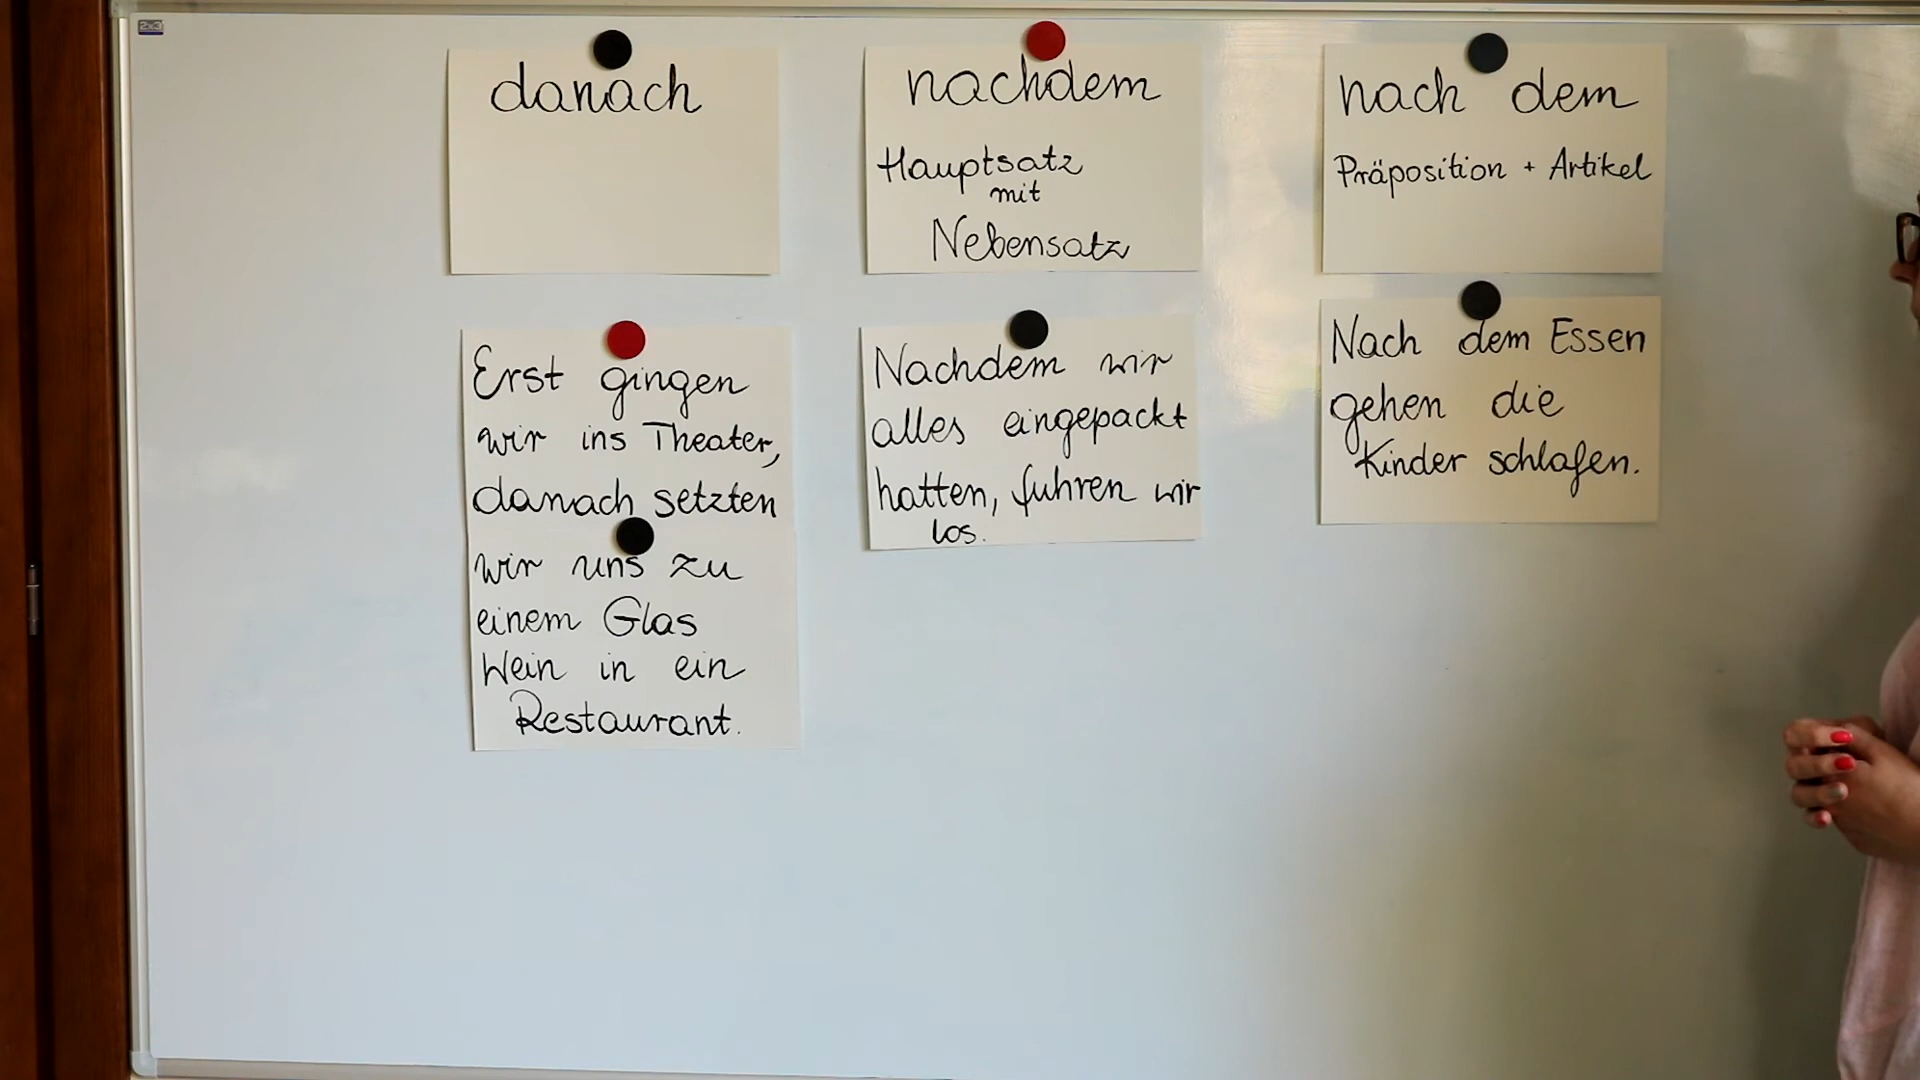 danach
nachdem
Hauptsatz
mit
Nebensatz
nach dem
Präposition + Artikel
Erst gingen
wir ins Theater,
danach setzten
wir uns zu
einem Glas
Wein in ein
Restaurant.
Nachdem wir
alles eingepackt
hatten, fuhren wir
los.
Nach dem Essen
gehen die
Kinder schlafen.
2x3